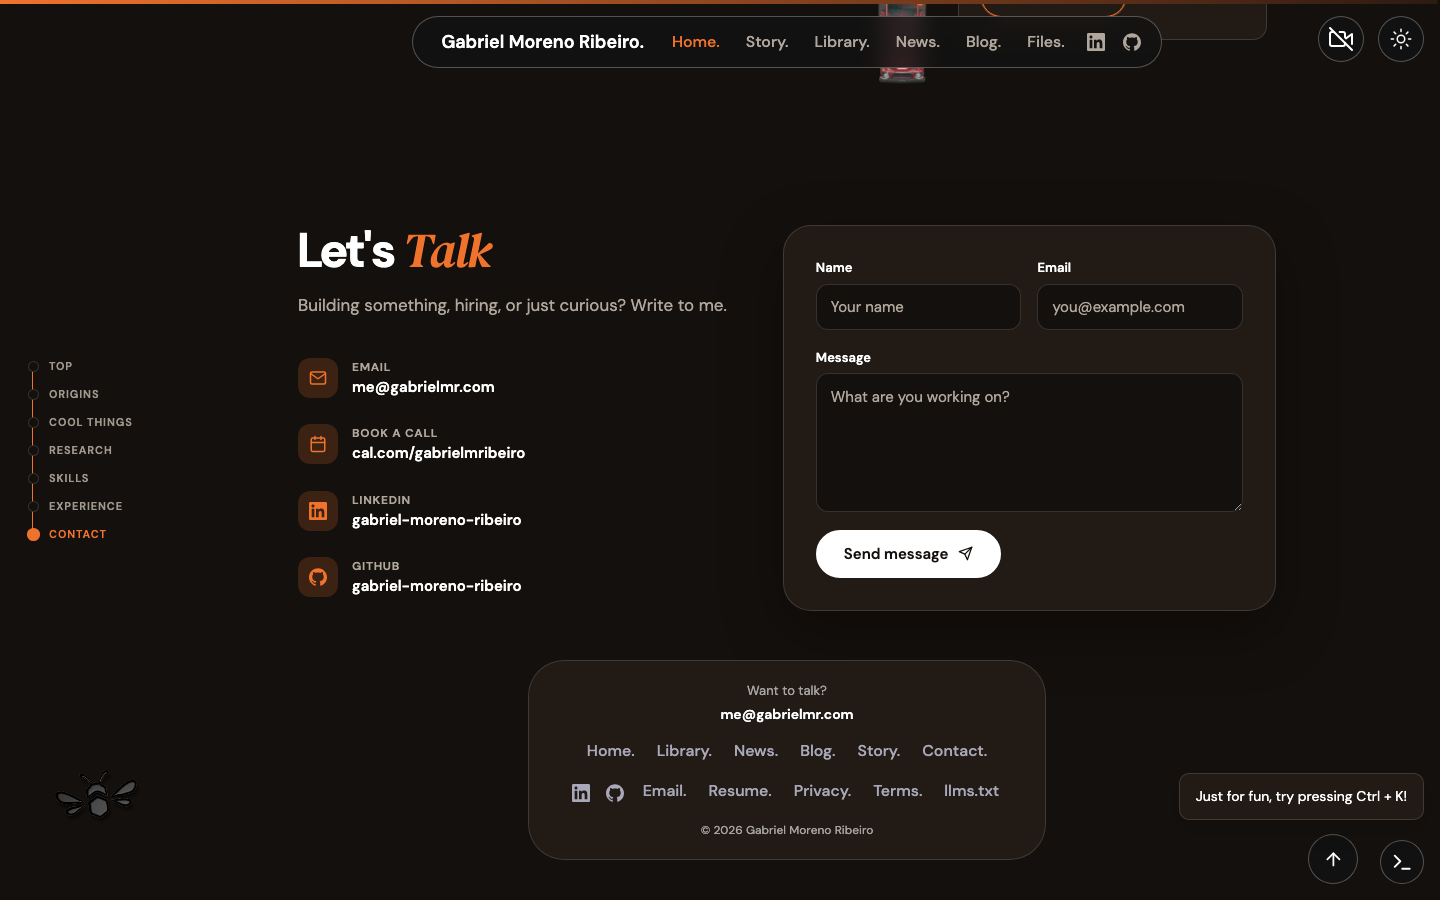 Gabriel Moreno Ribeiro. Home. Story. Library. News. Blog. Files.
TOP
ORIGINS
COOL THINGS
RESEARCH
SKILLS
EXPERIENCE
CONTACT
Let's Talk
Building something, hiring, or just curious? Write to me.
EMAIL
me@gabrielmr.com
BOOK A CALL
cal.com/gabrielmribeiro
LINKEDIN
gabriel-moreno-ribeiro
GITHUB
gabriel-moreno-ribeiro
Name Email
Your name you@example.com
Message
What are you working on?
Send message
Want to talk?
me@gabrielmr.com
Home. Library. News. Blog. Story. Contact.
Email. Resume. Privacy. Terms. llms.txt
© 2026 Gabriel Moreno Ribeiro
Just for fun, try pressing Ctrl + K!